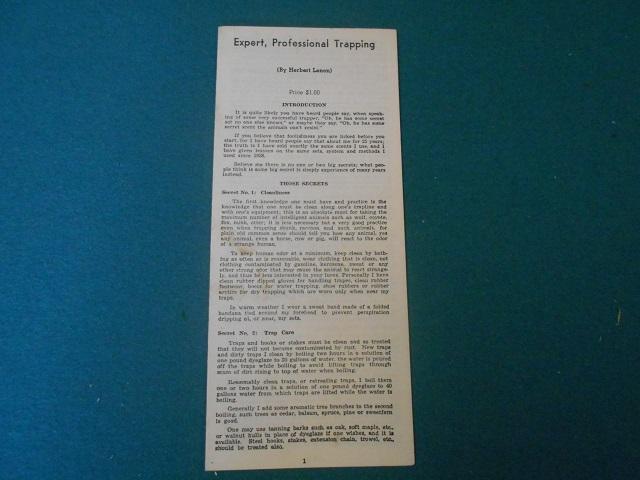 Expert, Professional Trapping
(By Herbert Lenon)
Price $1.00
INTRODUCTION
It is quite likely you have heard people say, when speak-
ing of some very successful trapper, "Oh, he has some secret
not no one else knows," or maybe they say, "Oh, he has some
secret scent the animals can't resist."
If you believe that foolishness you are licked before you
start, for I have heard people say that about me for 25 years;
the truth is I have sold exactly the same scents I use, and I
have given lessons on the same sets, system and methods I
used since 1928.
Believe me there is no one or two big secrets; what peo-
ple think is some big secret is simply experience of many years
instead.
THOSE SECRETS
Secret No. 1: Cleanliness
The first knowledge one must have and practice is the
knowledge that one must be clean along one's trapline and
with one's equipment; this is an absolute must for taking the
maximum number of intelligent animals such as wolf, coyote,
fox, mink, otter; it is less necessary but a very good practice
even when trapping skunk, raccoon and such animals, for
plain old common sense should tell you how any animal, yes
any animal, even a horse, cow or pig, will react to the odor
of a strange human.
To keep human odor at a minimum, keep clean by bath-
ing as often as is reasonable, wear clothing that is clean, not
clothing contaminated by gasoline, kerosene, sweat or any
other strong odor that may cause the animal to react strange-
ly, and thus be less interested in your lures. Personally I have
clean rubber dipped gloves for handling traps, clean rubber
footwear, boots for water trapping, shoe rubbers or rubber
arctics for dry trapping which are worn only when near my
traps.
In warm weather I wear a sweat band made of a folded
bandana tied around my forehead to prevent perspiration
dripping at, or near, my sets.
Secret No. 2: Trap Care
Traps and hooks or stakes must be clean and so treated
that they will not become contaminated by rust. New traps
and dirty traps I clean by boiling two hours in a solution of
one pound dyeglaze to 25 gallons of water, the water is poured
off the traps while boiling to avoid lifting traps through
scum of dirt rising to top of water when boiling.
Reasonably clean traps, or retreating traps, I boil them
one or two hours in a solution of one pound dyeglaze to 40
gallons water from which traps are lifted while the water is
boiling.
Generally I add some aromatic tree branches to the second
boiling, such trees as cedar, balsam, spruce, pine or sweetfern
is good.
One may use tanning barks such as oak, soft maple, etc.,
or walnut hulls in place of dyeglaze if one wishes, and it is
available. Steel hooks, stakes, extension chain, trowel, etc.,
should be treated also.
1